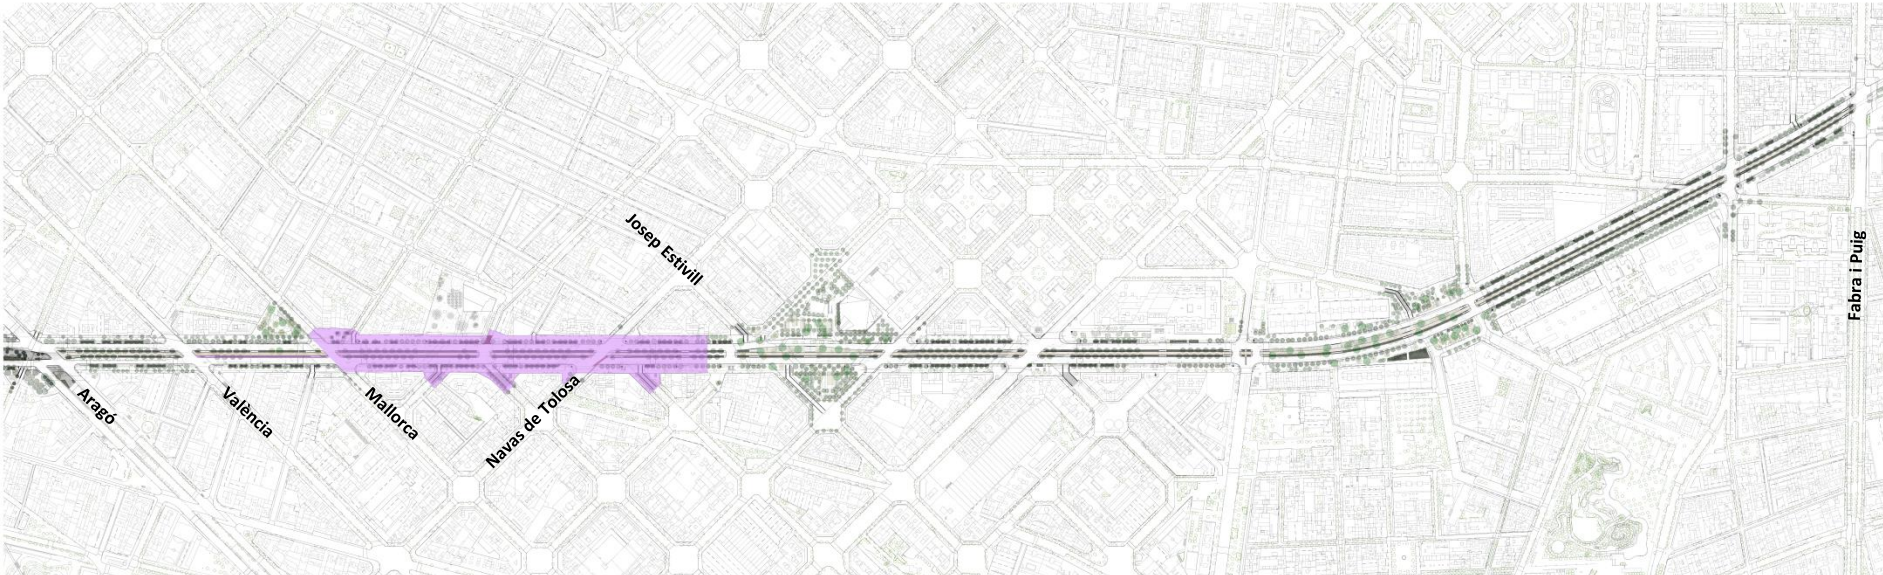 Aragó
València
Mallorca
Navas de Tolosa
Josep Estivill
Fabra i Puig